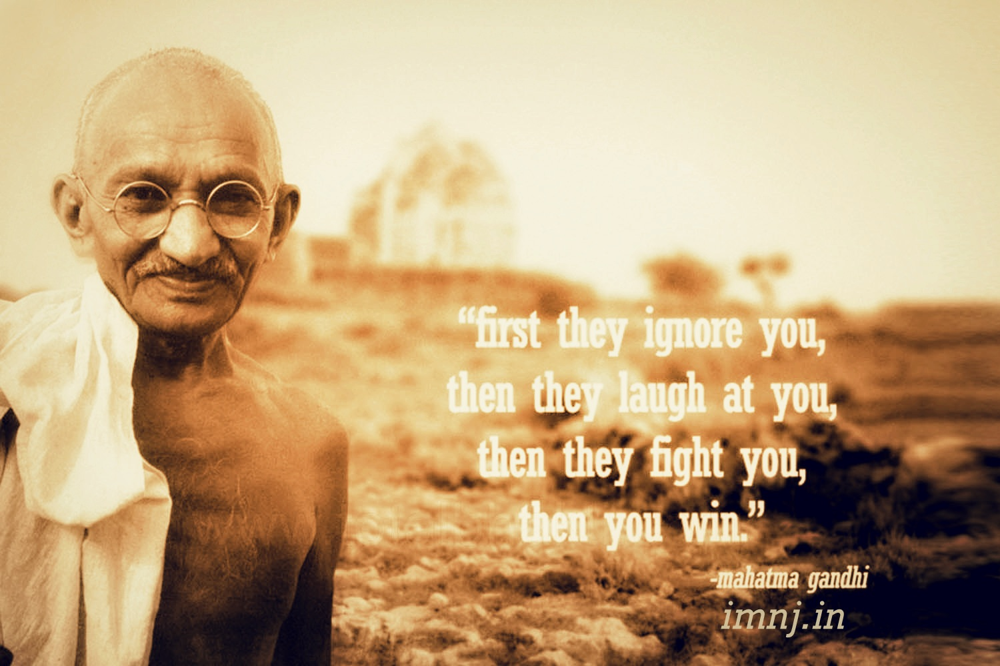 “first they ignore you,
then they laugh at you,
then they fight you,
then you win.”
-mahatma gandhi
imnj.in